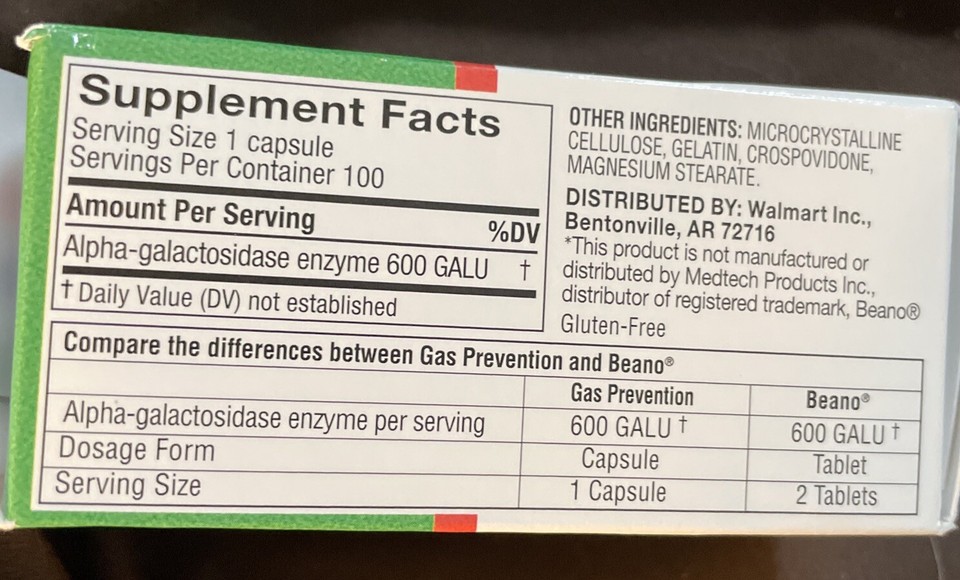 Supplement Facts
Serving Size 1 capsule
Servings Per Container 100
Amount Per Serving %DV
Alpha-galactosidase enzyme 600 GALU †
† Daily Value (DV) not established
OTHER INGREDIENTS: MICROCRYSTALLINE
CELLULOSE, GELATIN, CROSPOVIDONE,
MAGNESIUM STEARATE.
DISTRIBUTED BY: Walmart Inc.,
Bentonville, AR 72716
*This product is not manufactured or
distributed by Medtech Products Inc.,
distributor of registered trademark, Beano®
Gluten-Free
Compare the differences between Gas Prevention and Beano®
Gas Prevention Beano®
Alpha-galactosidase enzyme per serving 600 GALU † 600 GALU †
Dosage Form Capsule Tablet
Serving Size 1 Capsule 2 Tablets